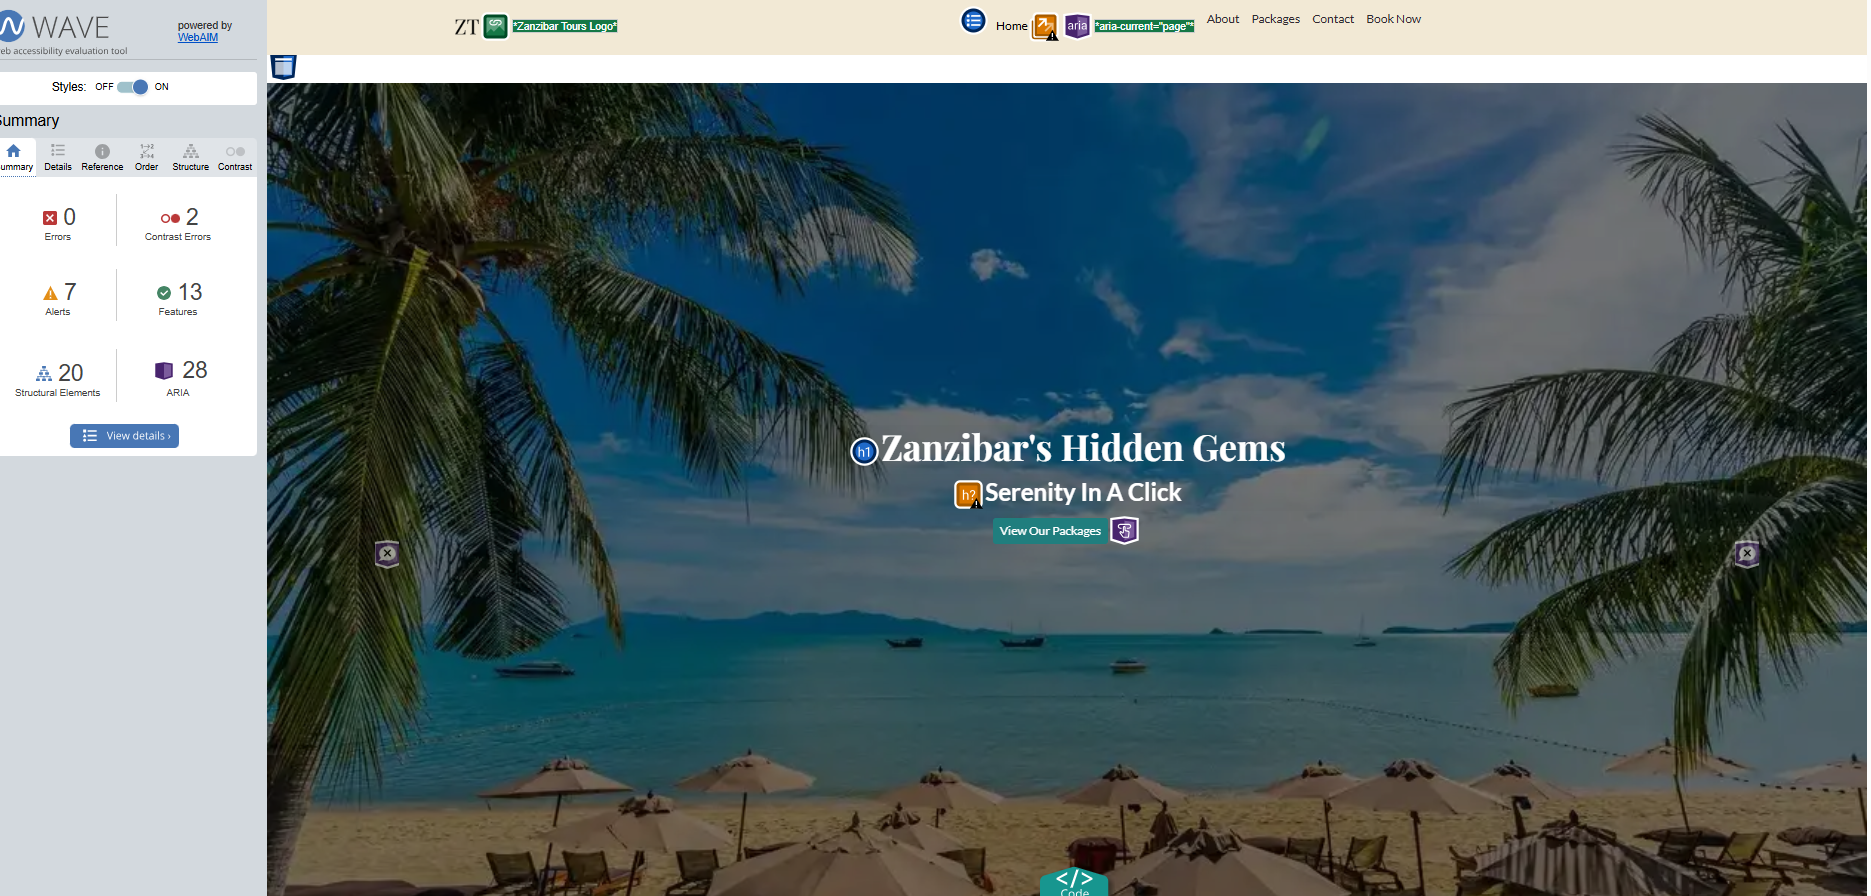 WAVE
powered by
WebAIM
eb accessibility evaluation tool
Styles: OFF ON
Summary
ummary Details Reference Order Structure Contrast
0
Errors
2
Contrast Errors
7
Alerts
13
Features
20
Structural Elements
28
ARIA
View details ›
ZT *Zanzibar Tours Logo*
Home aria *aria-current="page"* About Packages Contact Book Now
h1 Zanzibar's Hidden Gems
h? Serenity In A Click
View Our Packages
</>
Code